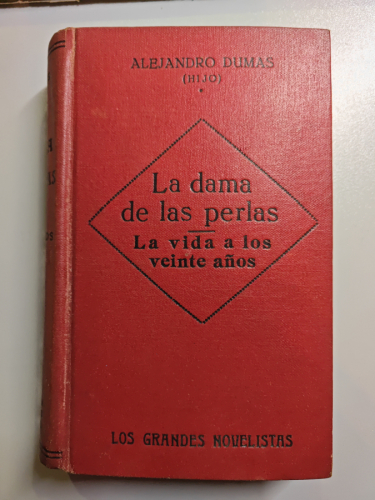 ALEJANDRO DUMAS
(HIJO)
La dama
de las perlas
La vida a los
veinte años
LOS GRANDES NOVELISTAS